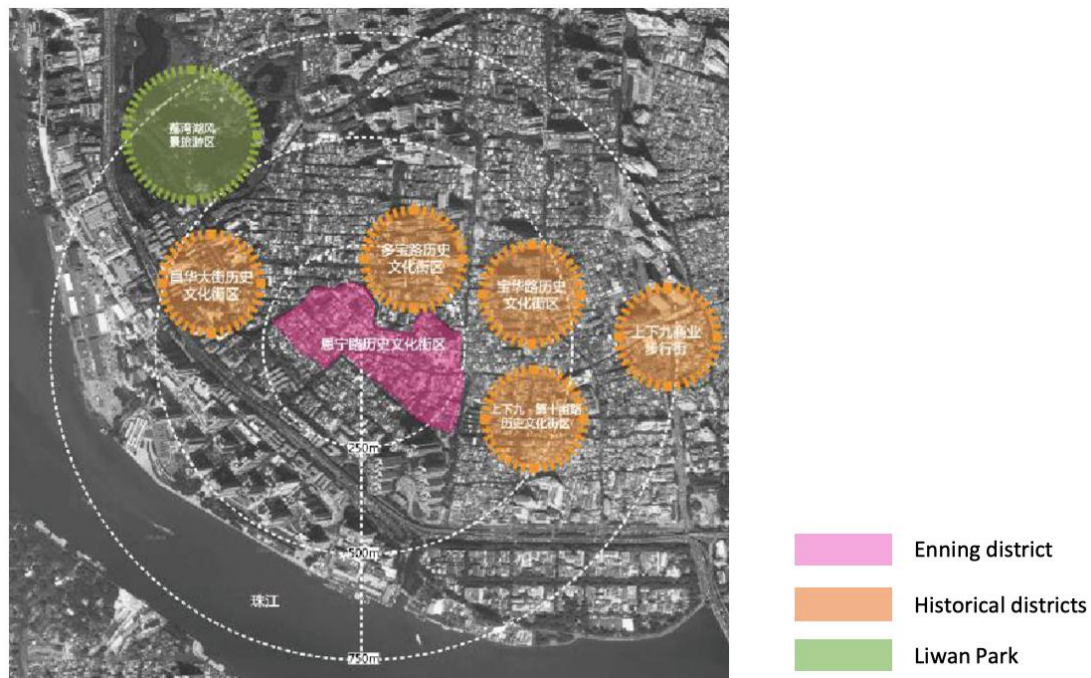 荔湾湖风
景旅游区
多宝路历史
文化街区
昌华大街历史
文化街区
宝华路历史
文化街区
上下九商业
步行街
恩宁路历史文化街区
上下九－第十甫路
历史文化街区
250m
500m
珠江
750m
Enning district
Historical districts
Liwan Park